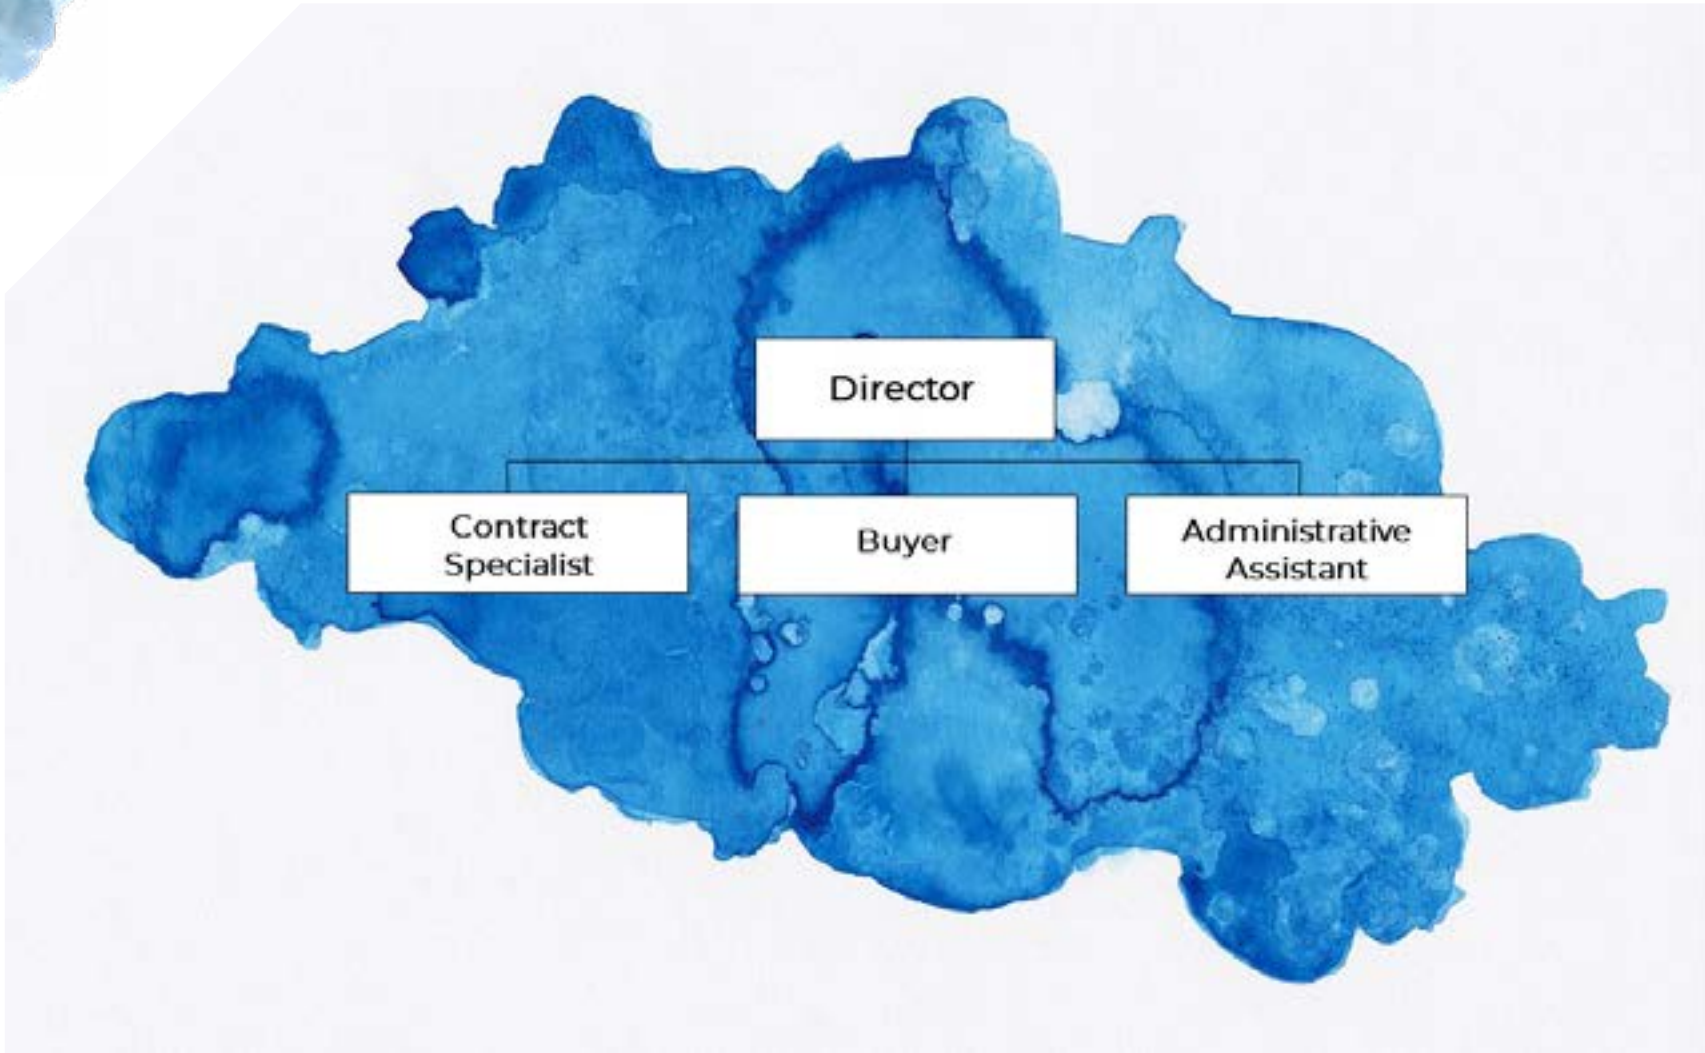 Director
Contract
Specialist
Buyer
Administrative
Assistant